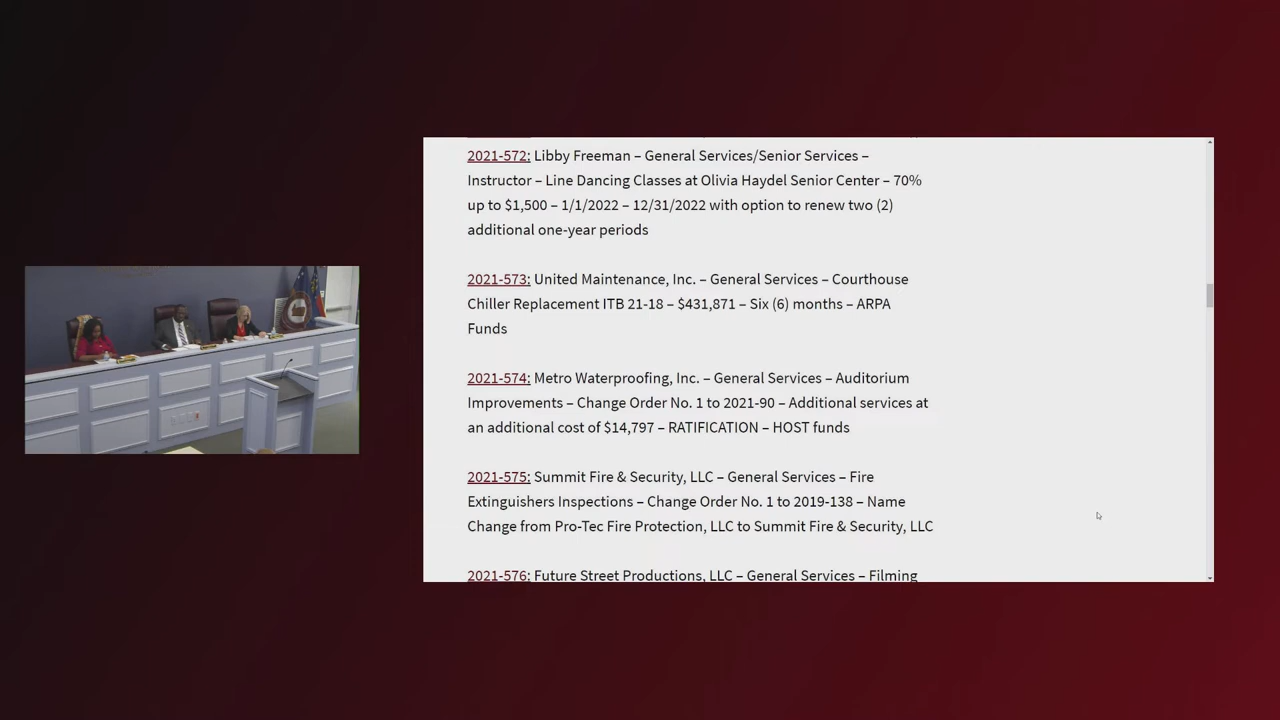 2021-572: Libby Freeman – General Services/Senior Services –
Instructor – Line Dancing Classes at Olivia Haydel Senior Center – 70%
up to $1,500 – 1/1/2022 – 12/31/2022 with option to renew two (2)
additional one-year periods
2021-573: United Maintenance, Inc. – General Services – Courthouse
Chiller Replacement ITB 21-18 – $431,871 – Six (6) months – ARPA
Funds
2021-574: Metro Waterproofing, Inc. – General Services – Auditorium
Improvements – Change Order No. 1 to 2021-90 – Additional services at
an additional cost of $14,797 – RATIFICATION – HOST funds
2021-575: Summit Fire & Security, LLC – General Services – Fire
Extinguishers Inspections – Change Order No. 1 to 2019-138 – Name
Change from Pro-Tec Fire Protection, LLC to Summit Fire & Security, LLC
2021-576: Future Street Productions, LLC – General Services – Filming